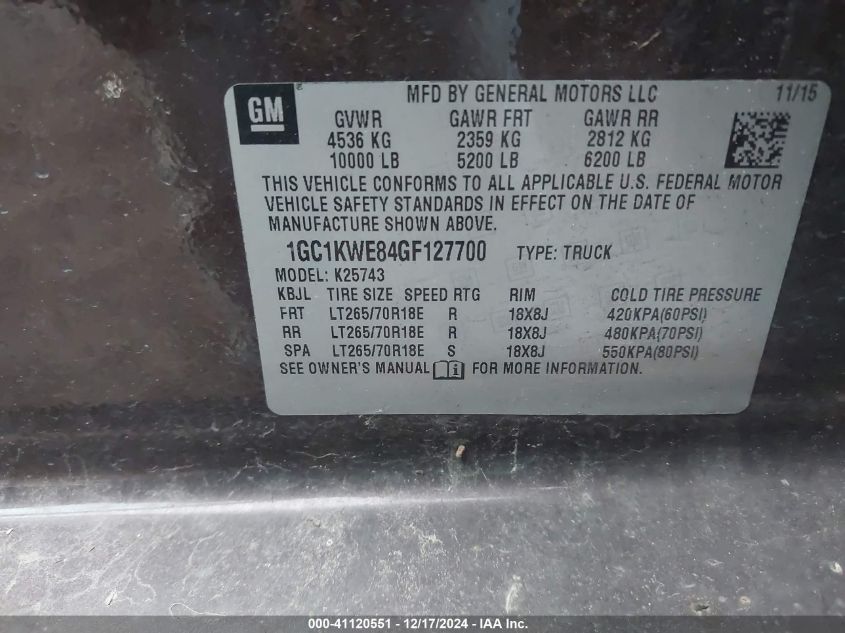 GM
MFD BY GENERAL MOTORS LLC 11/15
GVWR GAWR FRT GAWR RR
4536 KG 2359 KG 2812 KG
10000 LB 5200 LB 6200 LB
THIS VEHICLE CONFORMS TO ALL APPLICABLE U.S. FEDERAL MOTOR
VEHICLE SAFETY STANDARDS IN EFFECT ON THE DATE OF
MANUFACTURE SHOWN ABOVE.
1GC1KWE84GF127700 TYPE: TRUCK
MODEL: K25743
KBJL TIRE SIZE SPEED RTG RIM COLD TIRE PRESSURE
FRT LT265/70R18E R 18X8J 420KPA(60PSI)
RR LT265/70R18E R 18X8J 480KPA(70PSI)
SPA LT265/70R18E S 18X8J 550KPA(80PSI)
SEE OWNER'S MANUAL i FOR MORE INFORMATION.
000-41120551 - 12/17/2024 - IAA Inc.